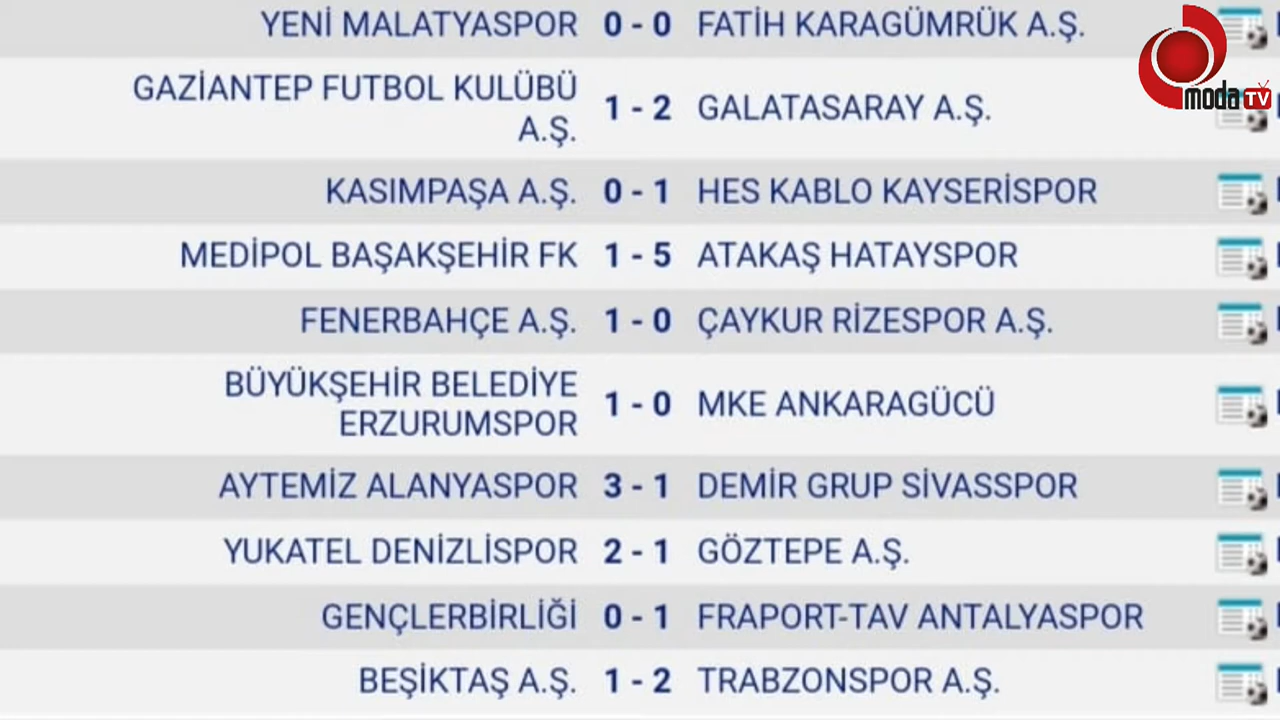 YENİ MALATYASPOR 0 - 0 FATİH KARAGÜMRÜK A.Ş.
GAZİANTEP FUTBOL KULÜBÜ
A.Ş. 1 - 2 GALATASARAY A.Ş.
KASIMPAŞA A.Ş. 0 - 1 HES KABLO KAYSERİSPOR
MEDİPOL BAŞAKŞEHİR FK 1 - 5 ATAKAŞ HATAYSPOR
FENERBAHÇE A.Ş. 1 - 0 ÇAYKUR RİZESPOR A.Ş.
BÜYÜKŞEHİR BELEDİYE
ERZURUMSPOR 1 - 0 MKE ANKARAGÜCÜ
AYTEMİZ ALANYASPOR 3 - 1 DEMİR GRUP SİVASSPOR
YUKATEL DENİZLİSPOR 2 - 1 GÖZTEPE A.Ş.
GENÇLERBİRLİĞİ 0 - 1 FRAPORT-TAV ANTALYASPOR
BEŞİKTAŞ A.Ş. 1 - 2 TRABZONSPOR A.Ş.
moda TV